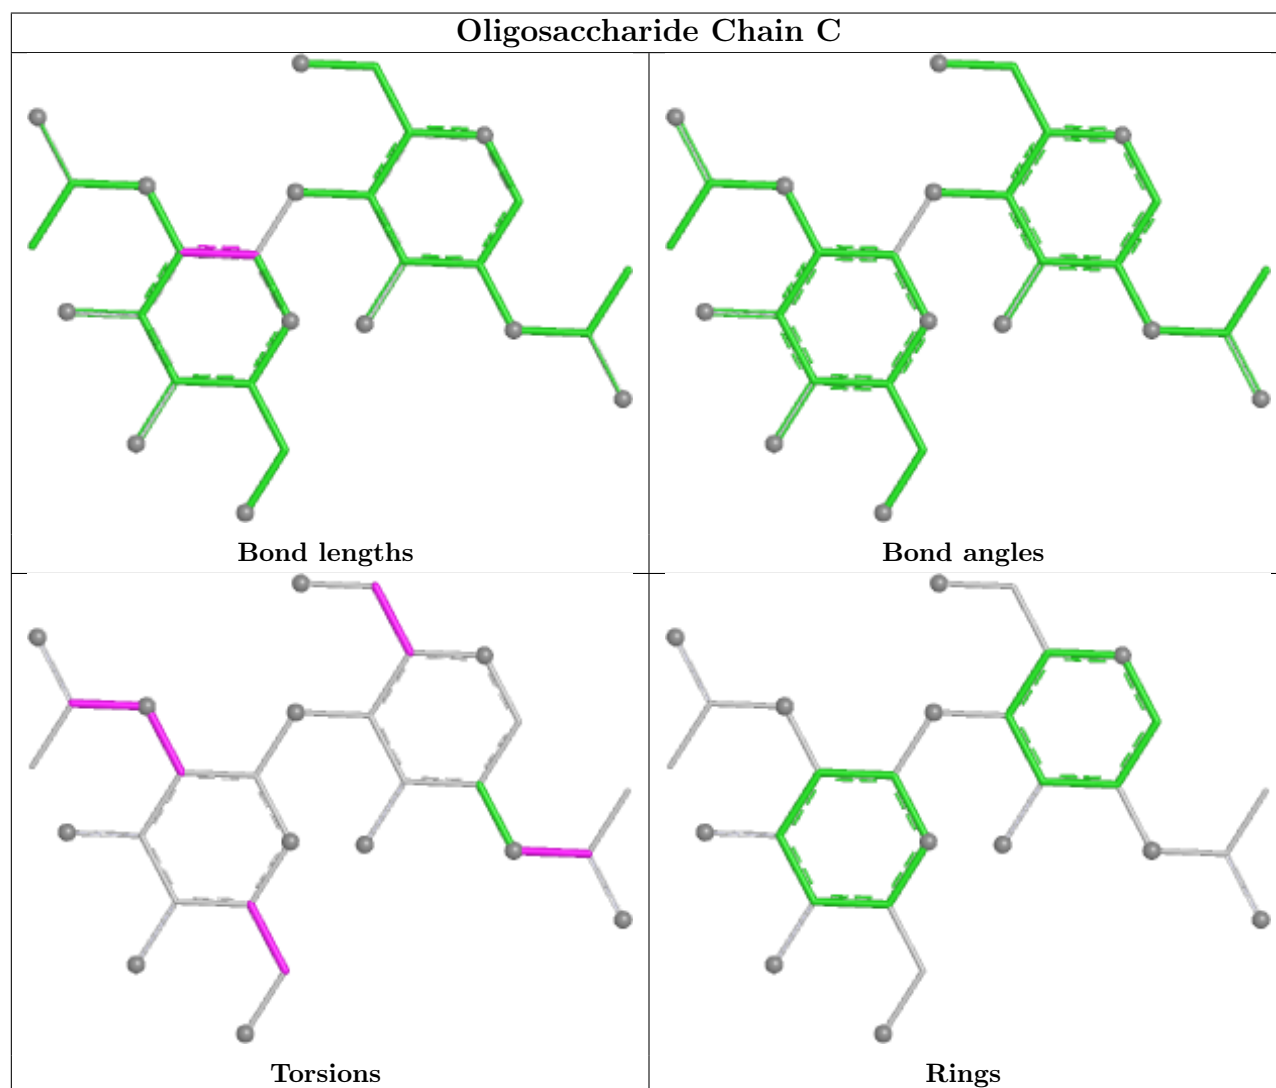 Oligosaccharide Chain C
Bond lengths
Bond angles
Torsions
Rings